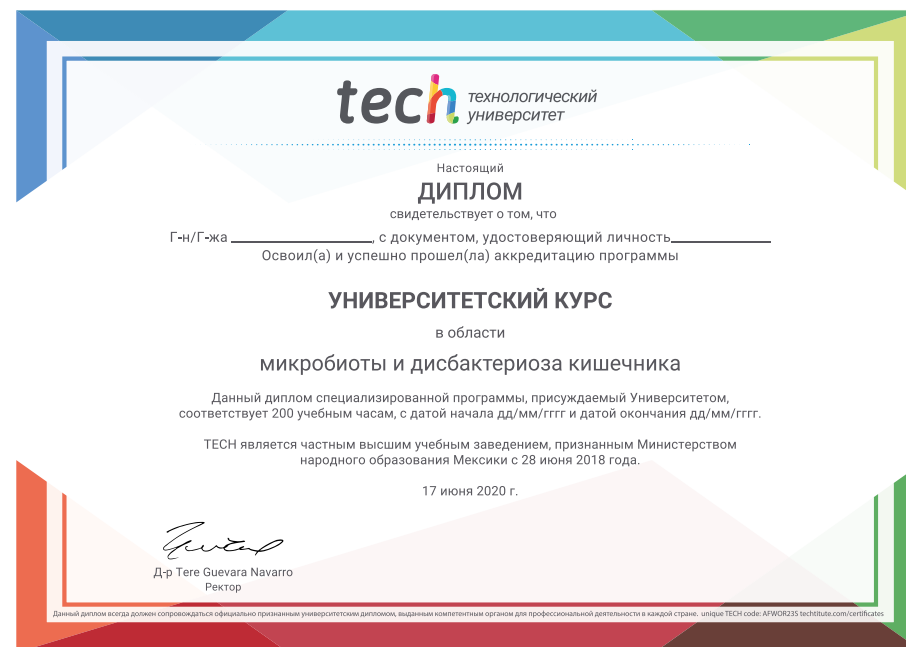 tech технологический
университет
Настоящий
ДИПЛОМ
свидетельствует о том, что
Г-н/Г-жа ________________, с документом, удостоверяющий личность____________
Освоил(а) и успешно прошел(ла) аккредитацию программы
УНИВЕРСИТЕТСКИЙ КУРС
в области
микробиоты и дисбактериоза кишечника
Данный диплом специализированной программы, присуждаемый Университетом,
соответствует 200 учебным часам, с датой начала дд/мм/гггг и датой окончания дд/мм/гггг.
TECH является частным высшим учебным заведением, признанным Министерством
народного образования Мексики с 28 июня 2018 года.
17 июня 2020 г.
Д-р Tere Guevara Navarro
Ректор
Данный диплом всегда должен сопровождаться официально признанным университетским дипломом, выданным компетентным органом для профессиональной деятельности в каждой стране. unique TECH code: AFWOR23S techtitute.com/certificates